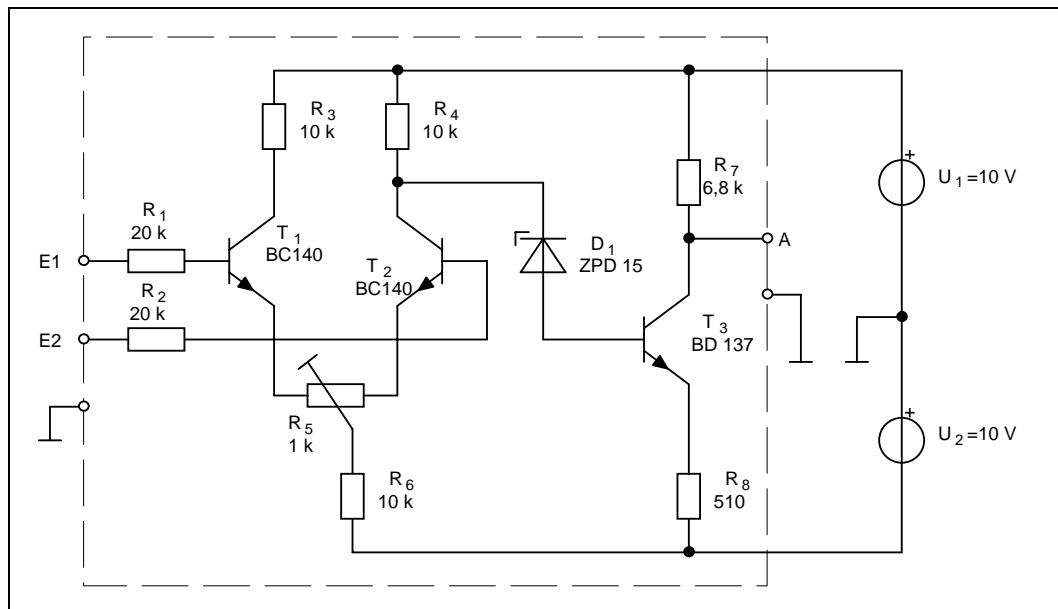 R3
10 k
R4
10 k
R7
6,8 k
U1=10 V
R1
20 k
T1
BC140
A
D1
ZPD 15
E1
T2
BC140
R2
20 k
E2
T3
BD 137
R5
1 k
U2=10 V
R6
10 k
R8
510
+
+